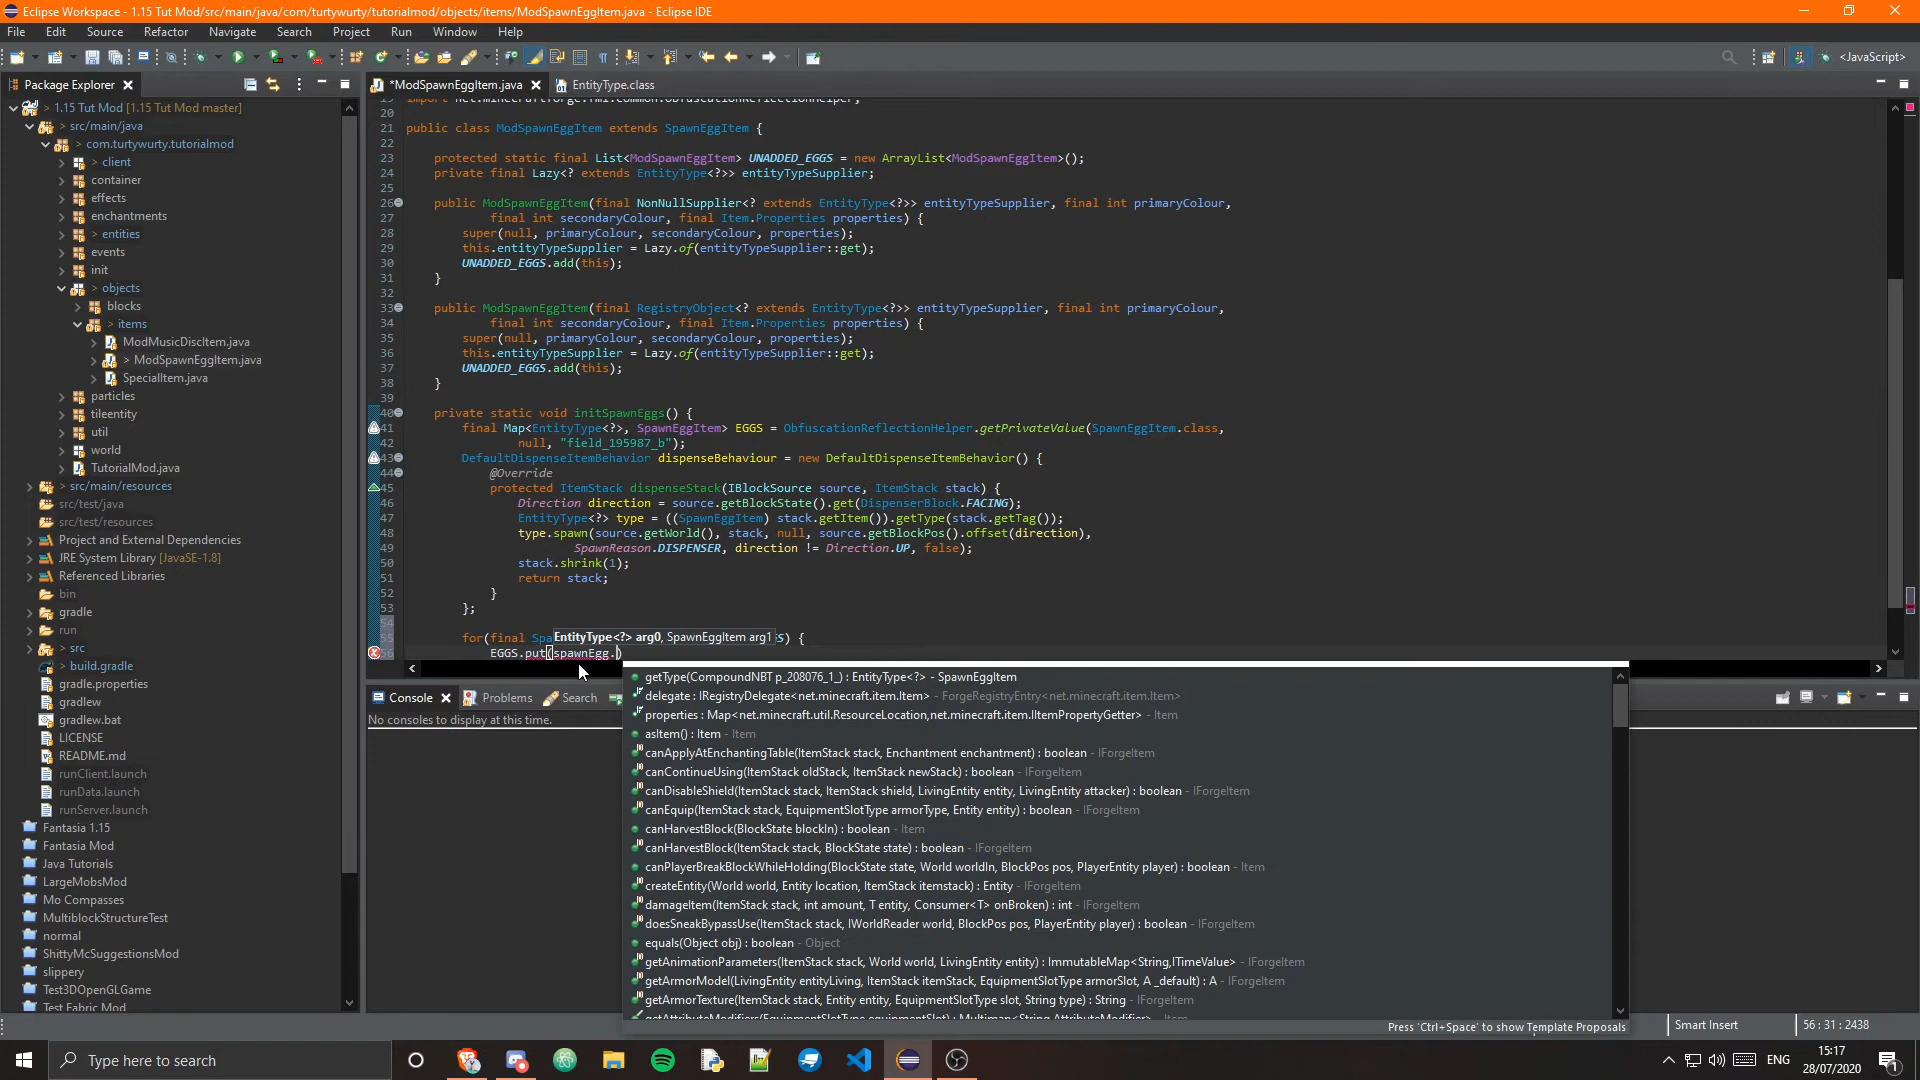 Eclipse Workspace - 1.15 Tut Mod/src/main/java/com/turtywurty/tutorialmod/objects/items/ModSpawnEggItem.java - Eclipse IDE
File Edit Source Refactor Navigate Search Project Run Window Help
<JavaScript>
Package Explorer
*ModSpawnEggItem.java
EntityType.class
> 1.15 Tut Mod [1.15 Tut Mod master]
> src/main/java
> com.turtywurty.tutorialmod
> client
container
effects
enchantments
> entities
events
init
> objects
blocks
> items
ModMusicDiscItem.java
> ModSpawnEggItem.java
SpecialItem.java
particles
tileentity
util
world
TutorialMod.java
> src/main/resources
src/test/java
src/test/resources
Project and External Dependencies
JRE System Library [JavaSE-1.8]
Referenced Libraries
bin
gradle
run
> src
> build.gradle
gradle.properties
gradlew
gradlew.bat
LICENSE
README.md
runClient.launch
runData.launch
runServer.launch
Fantasia 1.15
Fantasia Mod
Java Tutorials
LargeMobsMod
Mo Compasses
MultiblockStructureTest
normal
ShittyMcSuggestionsMod
slippery
Test3DOpenGLGame
Test Fabric Mod
20
21 public class ModSpawnEggItem extends SpawnEggItem {
22
23 protected static final List<ModSpawnEggItem> UNADDED_EGGS = new ArrayList<ModSpawnEggItem>();
24 private final Lazy<? extends EntityType<?>> entityTypeSupplier;
25
26 public ModSpawnEggItem(final NonNullSupplier<? extends EntityType<?>> entityTypeSupplier, final int primaryColour,
27 final int secondaryColour, final Item.Properties properties) {
28 super(null, primaryColour, secondaryColour, properties);
29 this.entityTypeSupplier = Lazy.of(entityTypeSupplier::get);
30 UNADDED_EGGS.add(this);
31 }
32
33 public ModSpawnEggItem(final RegistryObject<? extends EntityType<?>> entityTypeSupplier, final int primaryColour,
34 final int secondaryColour, final Item.Properties properties) {
35 super(null, primaryColour, secondaryColour, properties);
36 this.entityTypeSupplier = Lazy.of(entityTypeSupplier::get);
37 UNADDED_EGGS.add(this);
38 }
39
40 private static void initSpawnEggs() {
41 final Map<EntityType<?>, SpawnEggItem> EGGS = ObfuscationReflectionHelper.getPrivateValue(SpawnEggItem.class,
42 null, "field_195987_b");
43 DefaultDispenseItemBehavior dispenseBehaviour = new DefaultDispenseItemBehavior() {
44 @Override
45 protected ItemStack dispenseStack(IBlockSource source, ItemStack stack) {
46 Direction direction = source.getBlockState().get(DispenserBlock.FACING);
47 EntityType<?> type = ((SpawnEggItem) stack.getItem()).getType(stack.getTag());
48 type.spawn(source.getWorld(), stack, null, source.getBlockPos().offset(direction),
49 SpawnReason.DISPENSER, direction != Direction.UP, false);
50 stack.shrink(1);
51 return stack;
52 }
53 };
54
55 for(final Spa
EntityType<?> arg0, SpawnEggItem arg1
S) {
56 EGGS.put(spawnEgg.)
getType(CompoundNBT p_208076_1_) : EntityType<?> - SpawnEggItem
delegate : IRegistryDelegate<net.minecraft.item.Item> - ForgeRegistryEntry<net.minecraft.item.Item>
properties : Map<net.minecraft.util.ResourceLocation,net.minecraft.item.IItemPropertyGetter> - Item
asItem() : Item - Item
canApplyAtEnchantingTable(ItemStack stack, Enchantment enchantment) : boolean - IForgeItem
canContinueUsing(ItemStack oldStack, ItemStack newStack) : boolean - IForgeItem
canDisableShield(ItemStack stack, ItemStack shield, LivingEntity entity, LivingEntity attacker) : boolean - IForgeItem
canEquip(ItemStack stack, EquipmentSlotType armorType, Entity entity) : boolean - IForgeItem
canHarvestBlock(BlockState blockIn) : boolean - Item
canHarvestBlock(ItemStack stack, BlockState state) : boolean - IForgeItem
canPlayerBreakBlockWhileHolding(BlockState state, World worldIn, BlockPos pos, PlayerEntity player) : boolean - Item
createEntity(World world, Entity location, ItemStack itemstack) : Entity - IForgeItem
damageItem(ItemStack stack, int amount, T entity, Consumer<T> onBroken) : int - IForgeItem
doesSneakBypassUse(ItemStack stack, IWorldReader world, BlockPos pos, PlayerEntity player) : boolean - IForgeItem
equals(Object obj) : boolean - Object
getAnimationParameters(ItemStack stack, World world, LivingEntity entity) : ImmutableMap<String,ITimeValue> - IForgeItem
getArmorModel(LivingEntity entityLiving, ItemStack itemStack, EquipmentSlotType armorSlot, A _default) : A - IForgeItem
getArmorTexture(ItemStack stack, Entity entity, EquipmentSlotType slot, String type) : String - IForgeItem
Press 'Ctrl+Space' to show Template Proposals
Console Problems Search
No consoles to display at this time.
Smart Insert
56 : 31 : 2438
Type here to search
ENG
15:17
28/07/2020
1